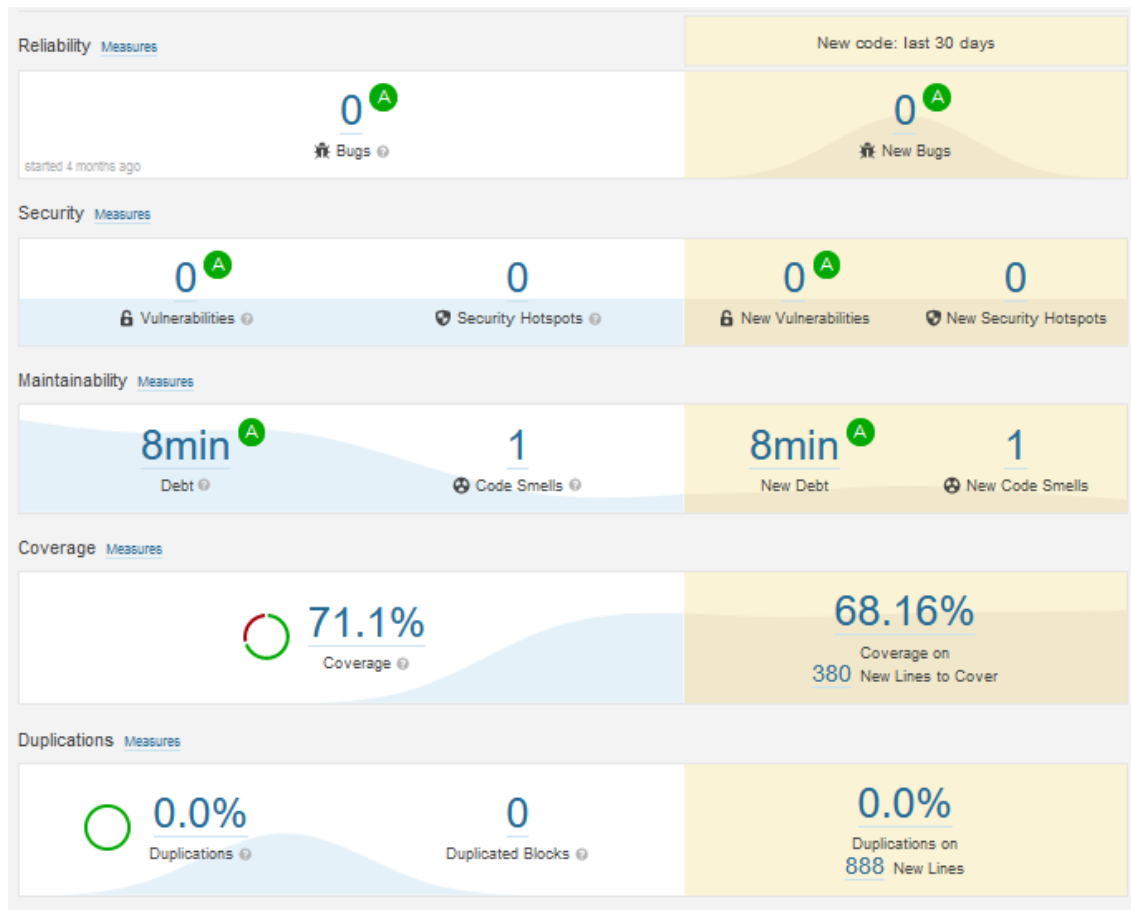 Reliability Measures
New code: last 30 days
0 A
Bugs ?
started 4 months ago
0 A
New Bugs
Security Measures
0 A
Vulnerabilities ?
0
Security Hotspots ?
0 A
New Vulnerabilities
0
New Security Hotspots
Maintainability Measures
8min A
Debt ?
1
Code Smells ?
8min A
New Debt
1
New Code Smells
Coverage Measures
71.1%
Coverage ?
68.16%
Coverage on
380 New Lines to Cover
Duplications Measures
0.0%
Duplications ?
0
Duplicated Blocks ?
0.0%
Duplications on
888 New Lines